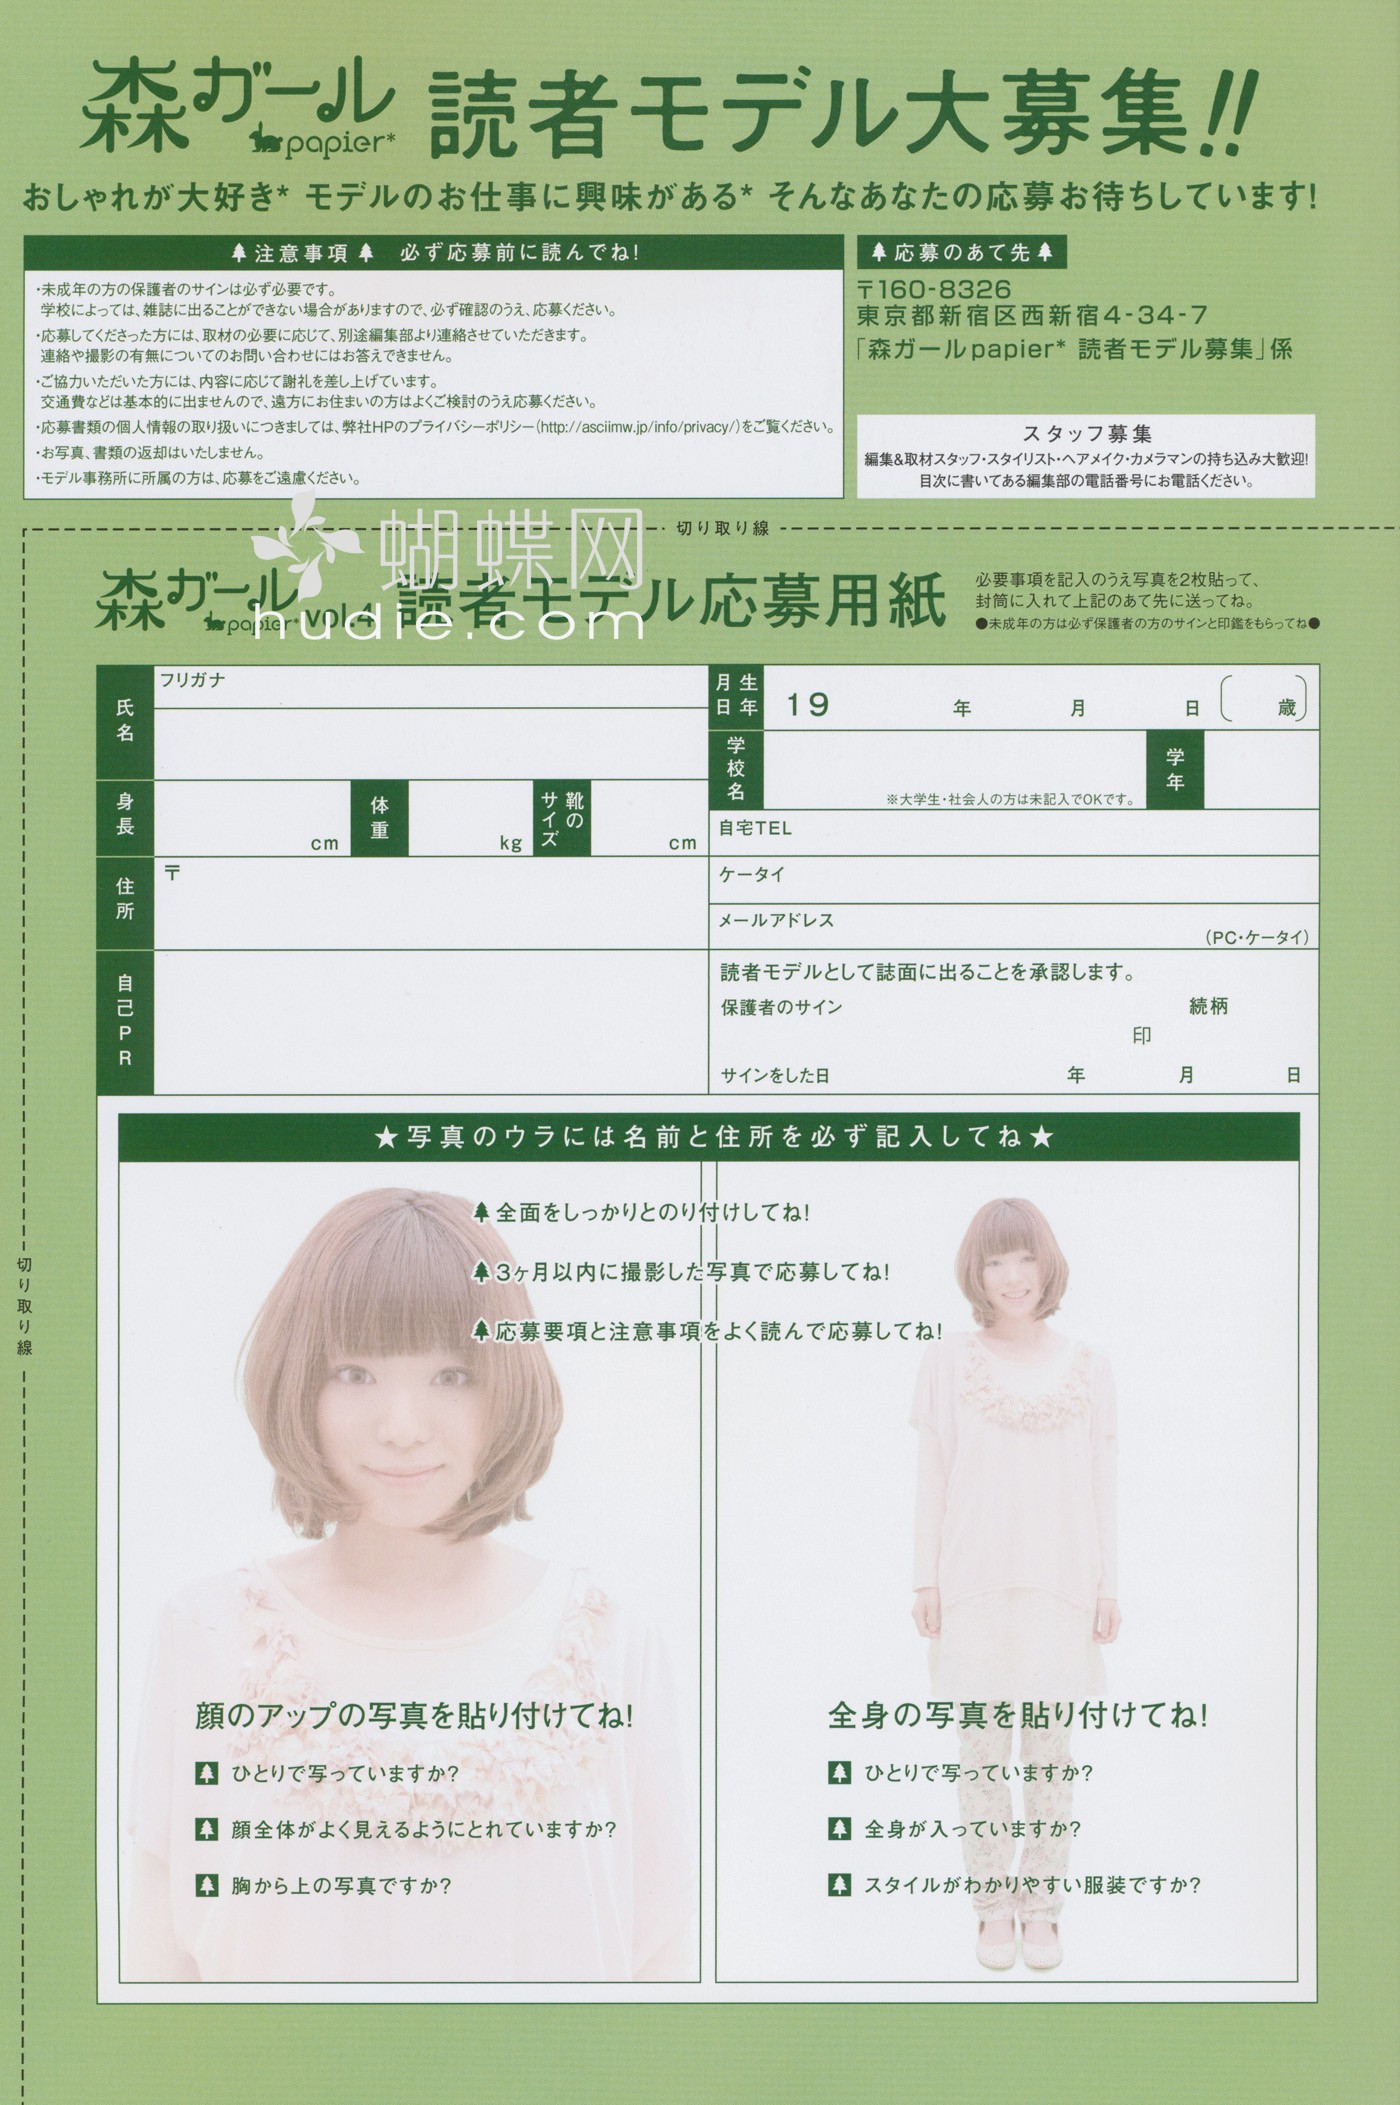 森ガール papier* 読者モデル大募集!!
おしゃれが大好き* モデルのお仕事に興味がある* そんなあなたの応募お待ちしています!
注意事項 必ず応募前に読んでね!
・未成年の方の保護者のサインは必ず必要です。
学校によっては、雑誌に出ることができない場合がありますので、必ず確認のうえ、応募ください。
・応募してくださった方には、取材の必要に応じて、別途編集部より連絡させていただきます。
連絡や撮影の有無についてのお問い合わせにはお答えできません。
・ご協力いただいた方には、内容に応じて謝礼を差し上げています。
交通費などは基本的に出ませんので、遠方にお住まいの方はよくご検討のうえ応募ください。
・応募書類の個人情報の取り扱いにつきましては、弊社HPのプライバシーポリシー(http://asciimw.jp/info/privacy/)をご覧ください。
・お写真、書類の返却はいたしません。
・モデル事務所に所属の方は、応募をご遠慮ください。
応募のあて先
〒160-8326
東京都新宿区西新宿4-34-7
「森ガールpapier* 読者モデル募集」係
スタッフ募集
編集&取材スタッフ・スタイリスト・ヘアメイク・カメラマンの持ち込み大歓迎!
目次に書いてある編集部の電話番号にお電話ください。
切り取り線
蝴蝶网
hudie.com
森ガール papier* vol.4 読者モデル応募用紙
必要事項を記入のうえ写真を2枚貼って、
封筒に入れて上記のあて先に送ってね。
●未成年の方は必ず保護者の方のサインと印鑑をもらってね●
氏名
フリガナ
生年月日
19 年 月 日 ( 歳)
学校名
※大学生・社会人の方は未記入でOKです。
学年
身長
cm
体重
kg
靴のサイズ
cm
自宅TEL
住所
〒
ケータイ
メールアドレス
(PC・ケータイ)
自己PR
読者モデルとして誌面に出ることを承認します。
保護者のサイン 続柄
印
サインをした日 年 月 日
★写真のウラには名前と住所を必ず記入してね★
全面をしっかりとのり付けしてね!
3ヶ月以内に撮影した写真で応募してね!
応募要項と注意事項をよく読んで応募してね!
切り取り線
顔のアップの写真を貼り付けてね!
ひとりで写っていますか?
顔全体がよく見えるようにとれていますか?
胸から上の写真ですか?
全身の写真を貼り付けてね!
ひとりで写っていますか?
全身が入っていますか?
スタイルがわかりやすい服装ですか?